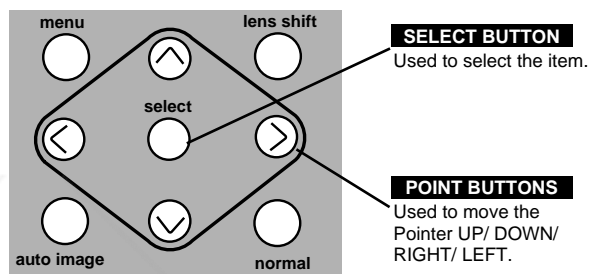 menu
lens shift
select
auto image
normal
SELECT BUTTON
Used to select the item.
POINT BUTTONS
Used to move the
Pointer UP/ DOWN/
RIGHT/ LEFT.